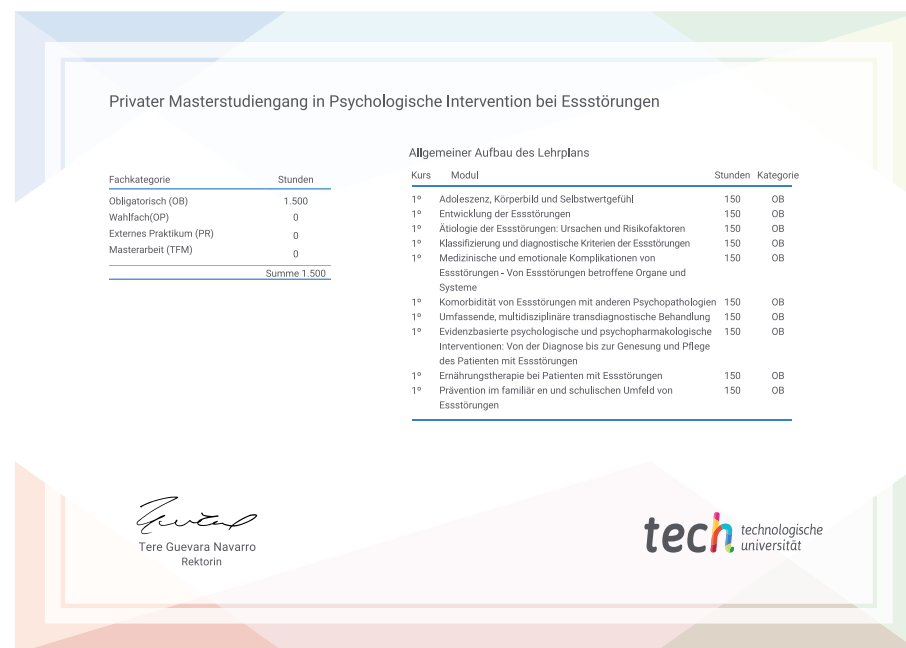 Privater Masterstudiengang in Psychologische Intervention bei Essstörungen
Fachkategorie Stunden
Obligatorisch (OB) 1.500
Wahlfach(OP) 0
Externes Praktikum (PR) 0
Masterarbeit (TFM) 0
Summe 1.500
Allgemeiner Aufbau des Lehrplans
Kurs Modul Stunden Kategorie
1º Adoleszenz, Körperbild und Selbstwertgefühl 150 OB
1º Entwicklung der Essstörungen 150 OB
1º Ätiologie der Essstörungen: Ursachen und Risikofaktoren 150 OB
1º Klassifizierung und diagnostische Kriterien der Essstörungen 150 OB
1º Medizinische und emotionale Komplikationen von 150 OB
Essstörungen - Von Essstörungen betroffene Organe und
Systeme
1º Komorbidität von Essstörungen mit anderen Psychopathologien 150 OB
1º Umfassende, multidisziplinäre transdiagnostische Behandlung 150 OB
1º Evidenzbasierte psychologische und psychopharmakologische 150 OB
Interventionen: Von der Diagnose bis zur Genesung und Pflege
des Patienten mit Essstörungen
1º Ernährungstherapie bei Patienten mit Essstörungen 150 OB
1º Prävention im familiär en und schulischen Umfeld von 150 OB
Essstörungen
Tere Guevara Navarro
Rektorin
tech technologische
universität